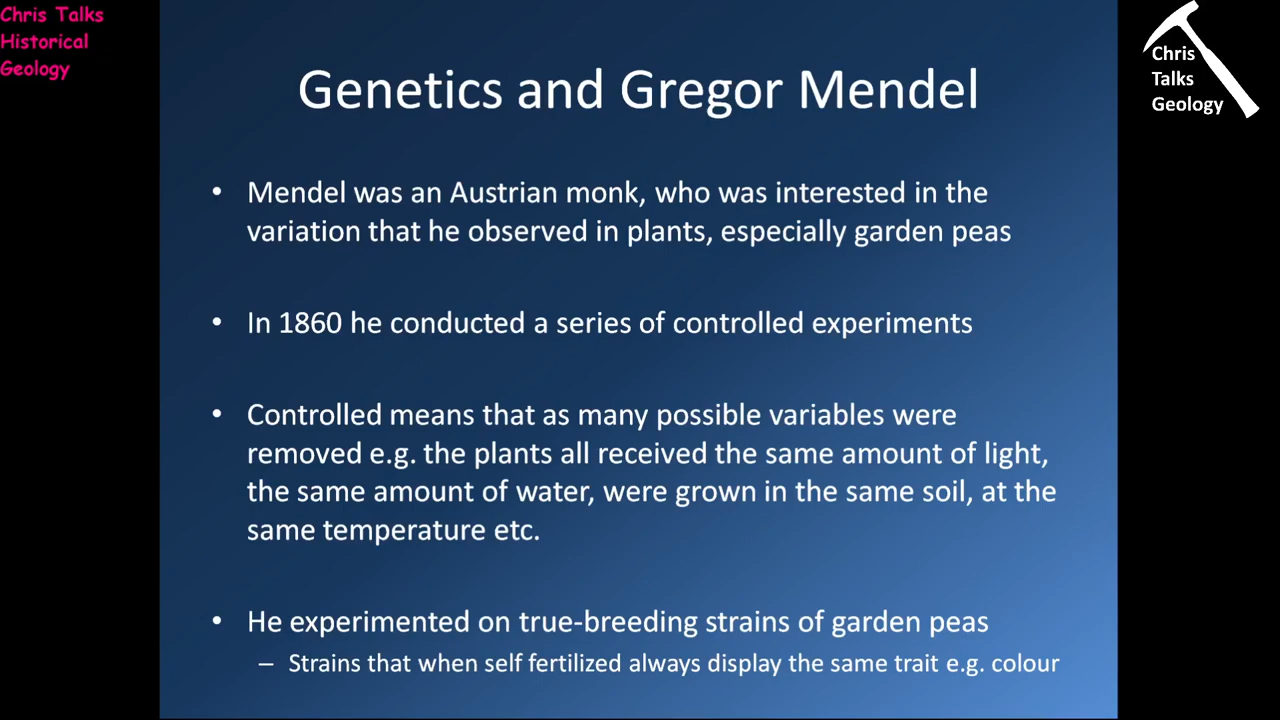 Chris Talks
Historical
Geology
Chris
Talks
Geology
Genetics and Gregor Mendel
• Mendel was an Austrian monk, who was interested in the
variation that he observed in plants, especially garden peas
• In 1860 he conducted a series of controlled experiments
• Controlled means that as many possible variables were
removed e.g. the plants all received the same amount of light,
the same amount of water, were grown in the same soil, at the
same temperature etc.
• He experimented on true-breeding strains of garden peas
– Strains that when self fertilized always display the same trait e.g. colour